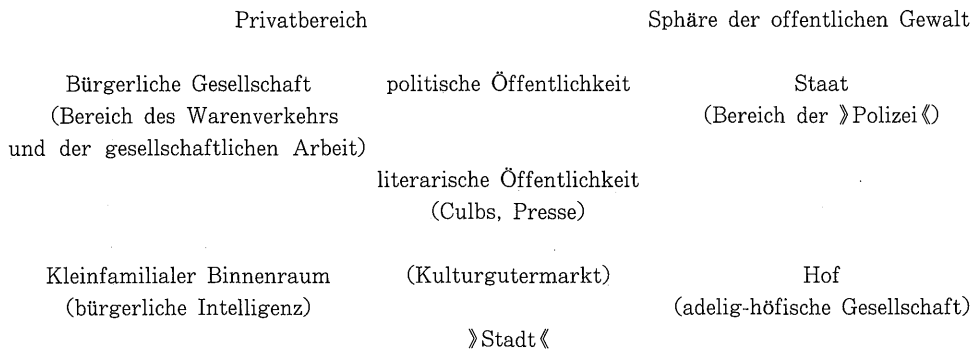 Privatbereich Sphäre der offentlichen Gewalt
Bürgerliche Gesellschaft politische Öffentlichkeit Staat
(Bereich des Warenverkehrs (Bereich der 》Polizei《)
und der gesellschaftlichen Arbeit)
literarische Öffentlichkeit
(Culbs, Presse)
Kleinfamilialer Binnenraum (Kulturgutermarkt) Hof
(bürgerliche Intelligenz) (adelig-höfische Gesellschaft)
》Stadt《